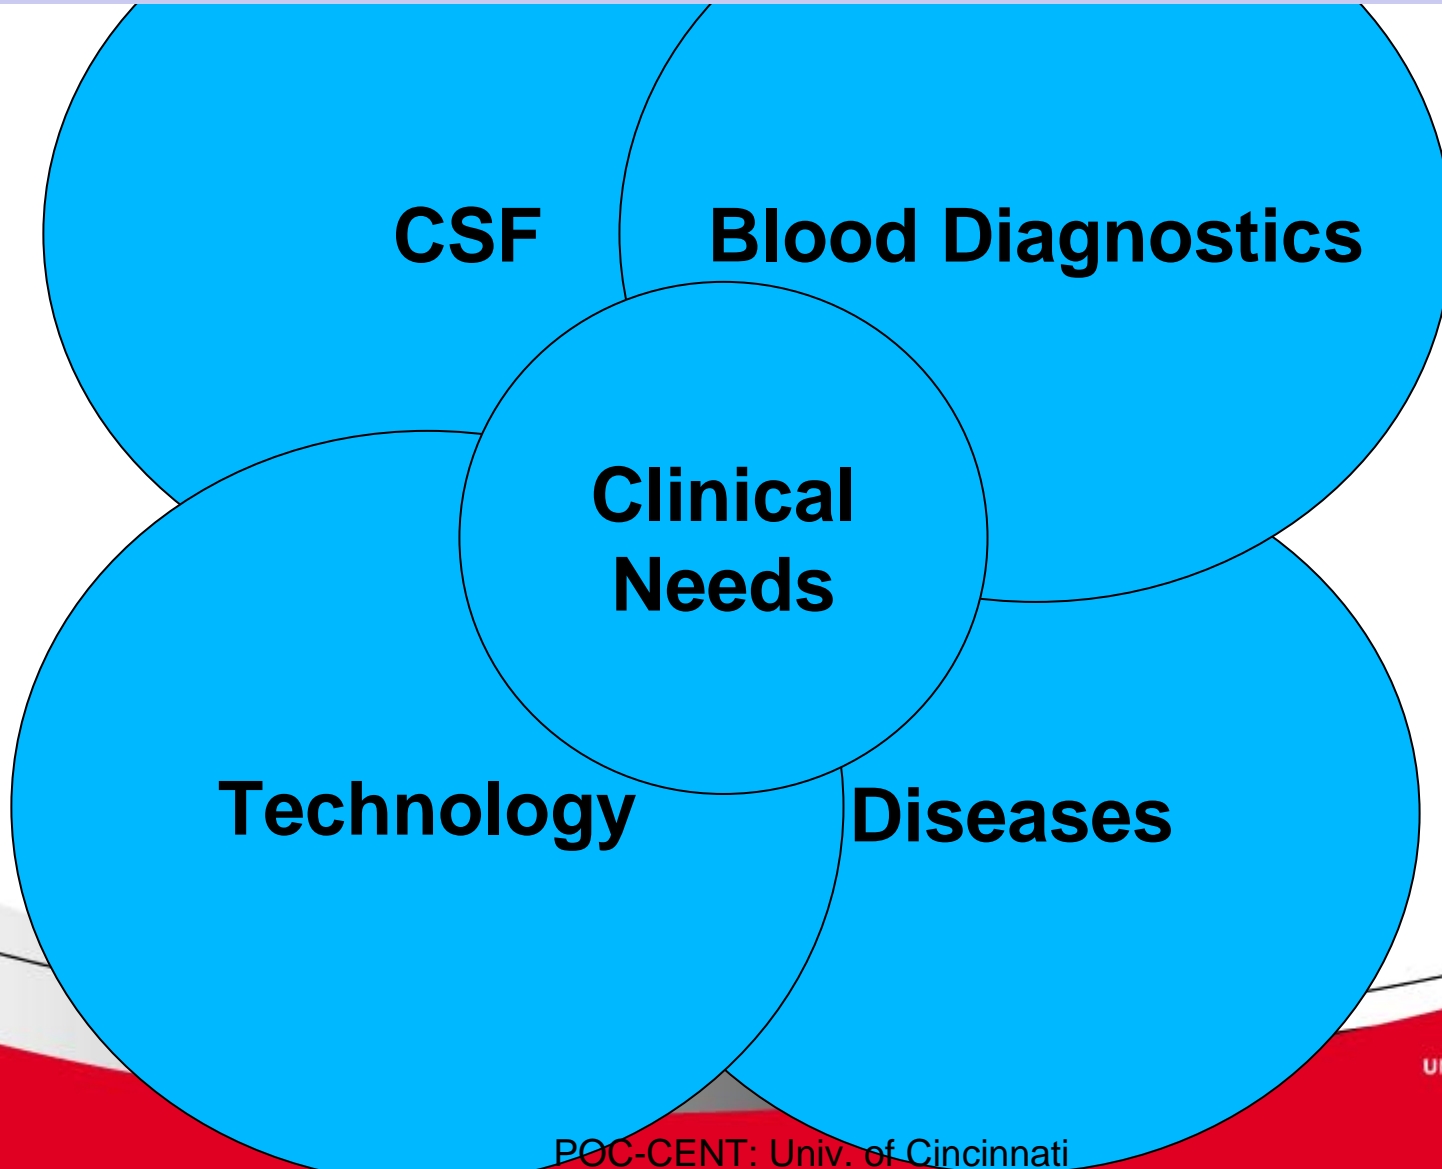 CSF
Blood Diagnostics
Clinical
Needs
Technology
Diseases
POC-CENT: Univ. of Cincinnati